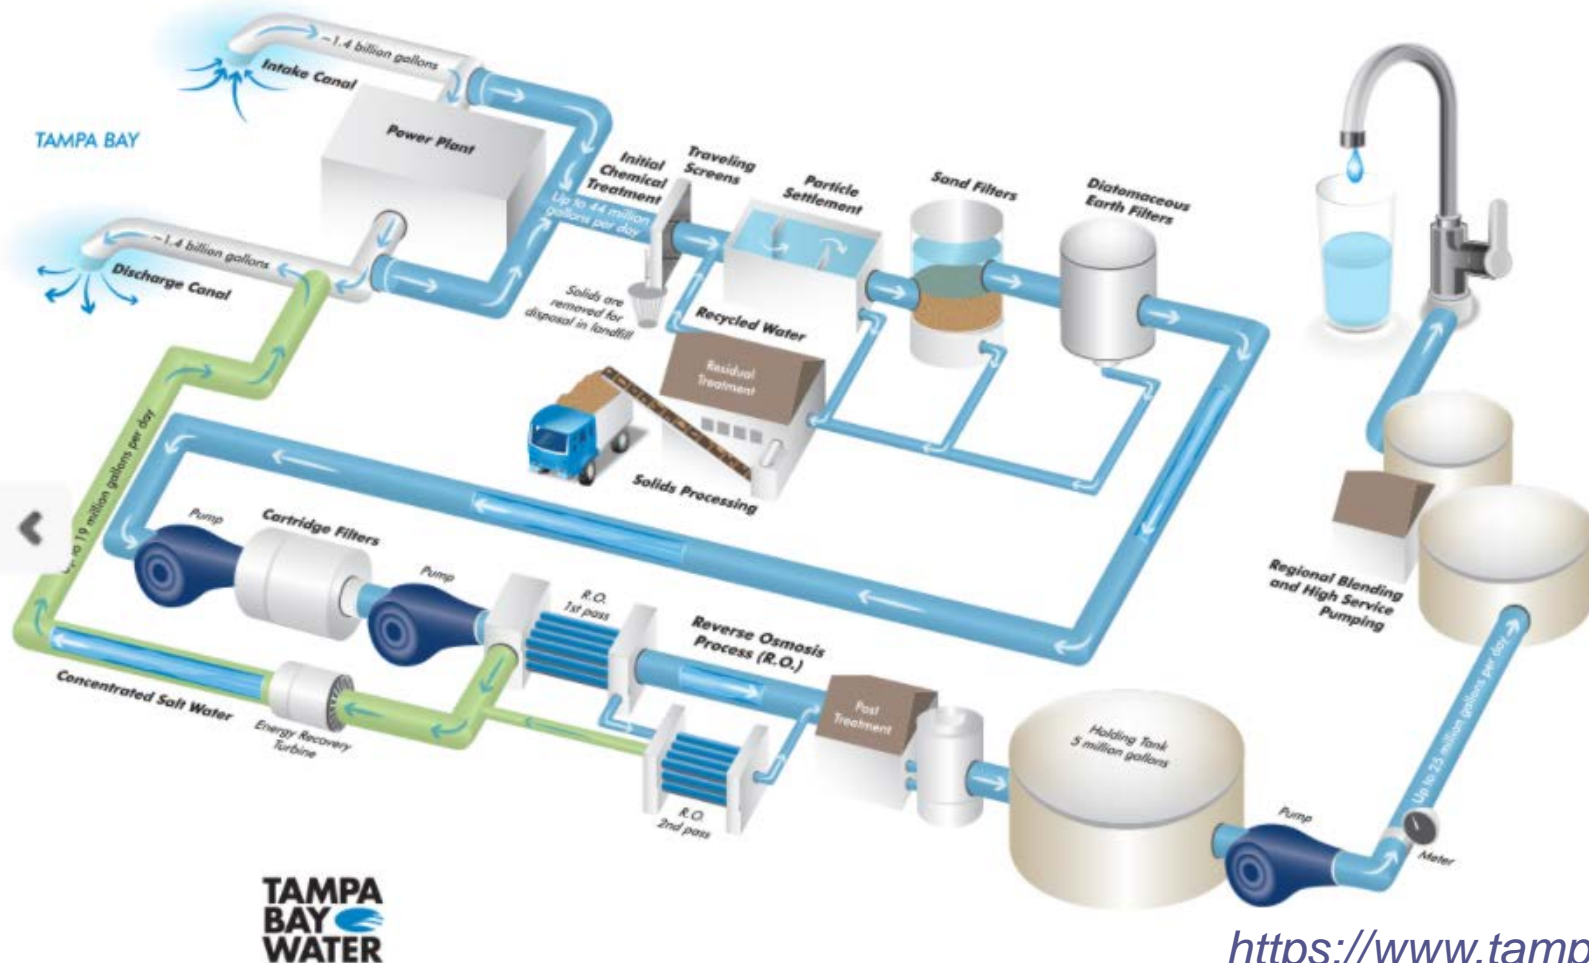 ~1.4 billion gallons
Intake Canal
TAMPA BAY
Power Plant
~1.4 billion gallons
Discharge Canal
Initial
Chemical
Treatment
Traveling
Screens
Up to 44 million
gallons per day
Particle
Settlement
Sand Filters
Diatomaceous
Earth Filters
Solids are
removed for
disposal in landfill
Recycled Water
Residual
Treatment
Solids Processing
Up to 19 million gallons per day
Pump
Cartridge Filters
Pump
R.O.
1st pass
Reverse Osmosis
Process (R.O.)
Concentrated Salt Water
Energy Recovery
Turbine
R.O.
2nd pass
Post
Treatment
Holding Tank
5 million gallons
Pump
Meter
Up to 25 million gallons per day
Regional Blending
and High Service
Pumping
TAMPA
BAY
WATER
https://www.tamp